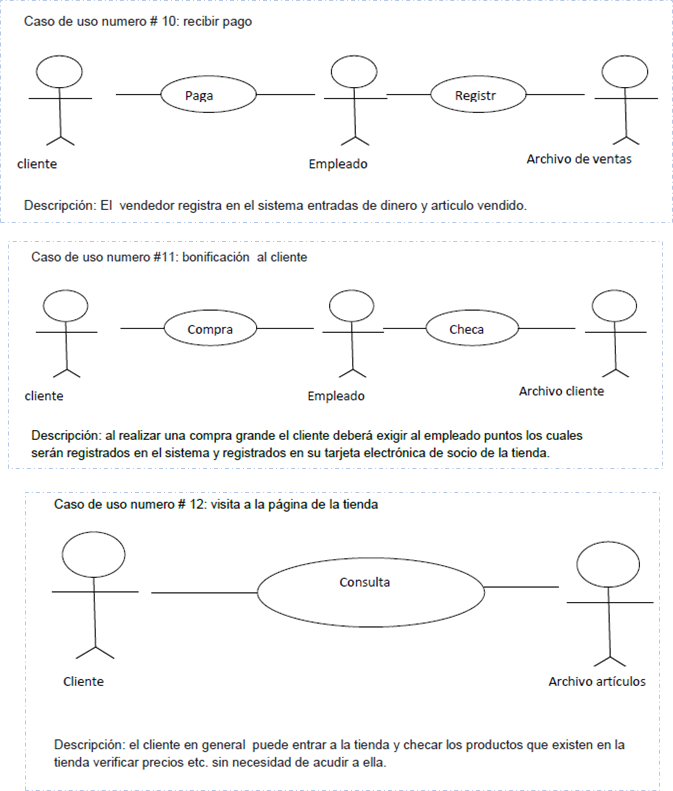 Caso de uso numero # 10: recibir pago
Paga
Registr
cliente
Empleado
Archivo de ventas
Descripción: El vendedor registra en el sistema entradas de dinero y articulo vendido.
Caso de uso numero #11: bonificación al cliente
Compra
Checa
cliente
Empleado
Archivo cliente
Descripción: al realizar una compra grande el cliente deberá exigir al empleado puntos los cuales
serán registrados en el sistema y registrados en su tarjeta electrónica de socio de la tienda.
Caso de uso numero # 12: visita a la página de la tienda
Consulta
Cliente
Archivo artículos
Descripción: el cliente en general puede entrar a la tienda y checar los productos que existen en la
tienda verificar precios etc. sin necesidad de acudir a ella.